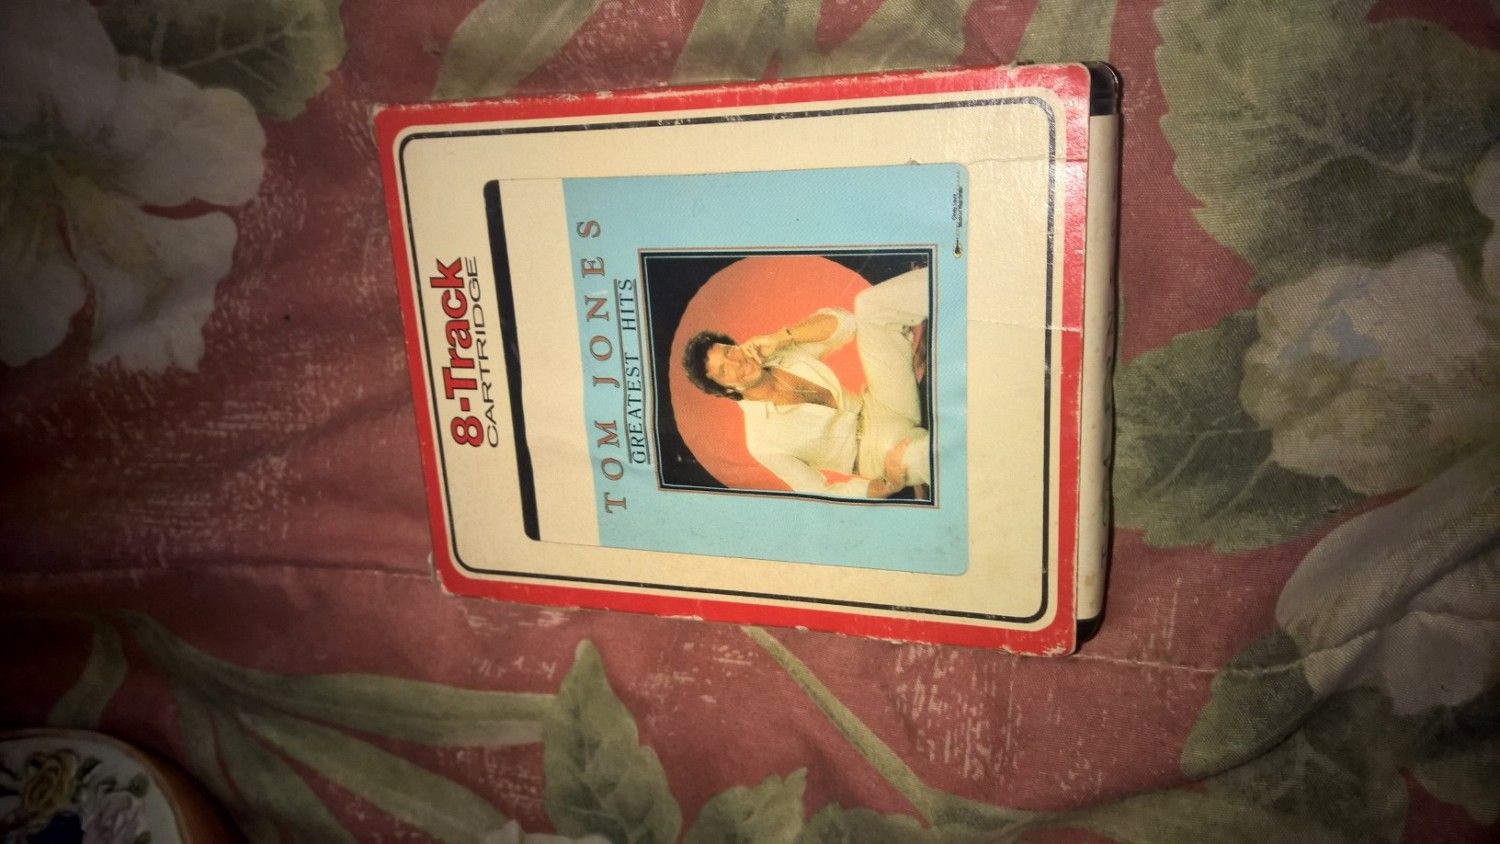 8-Track
CARTRIDGE
TOM JONES
GREATEST HITS